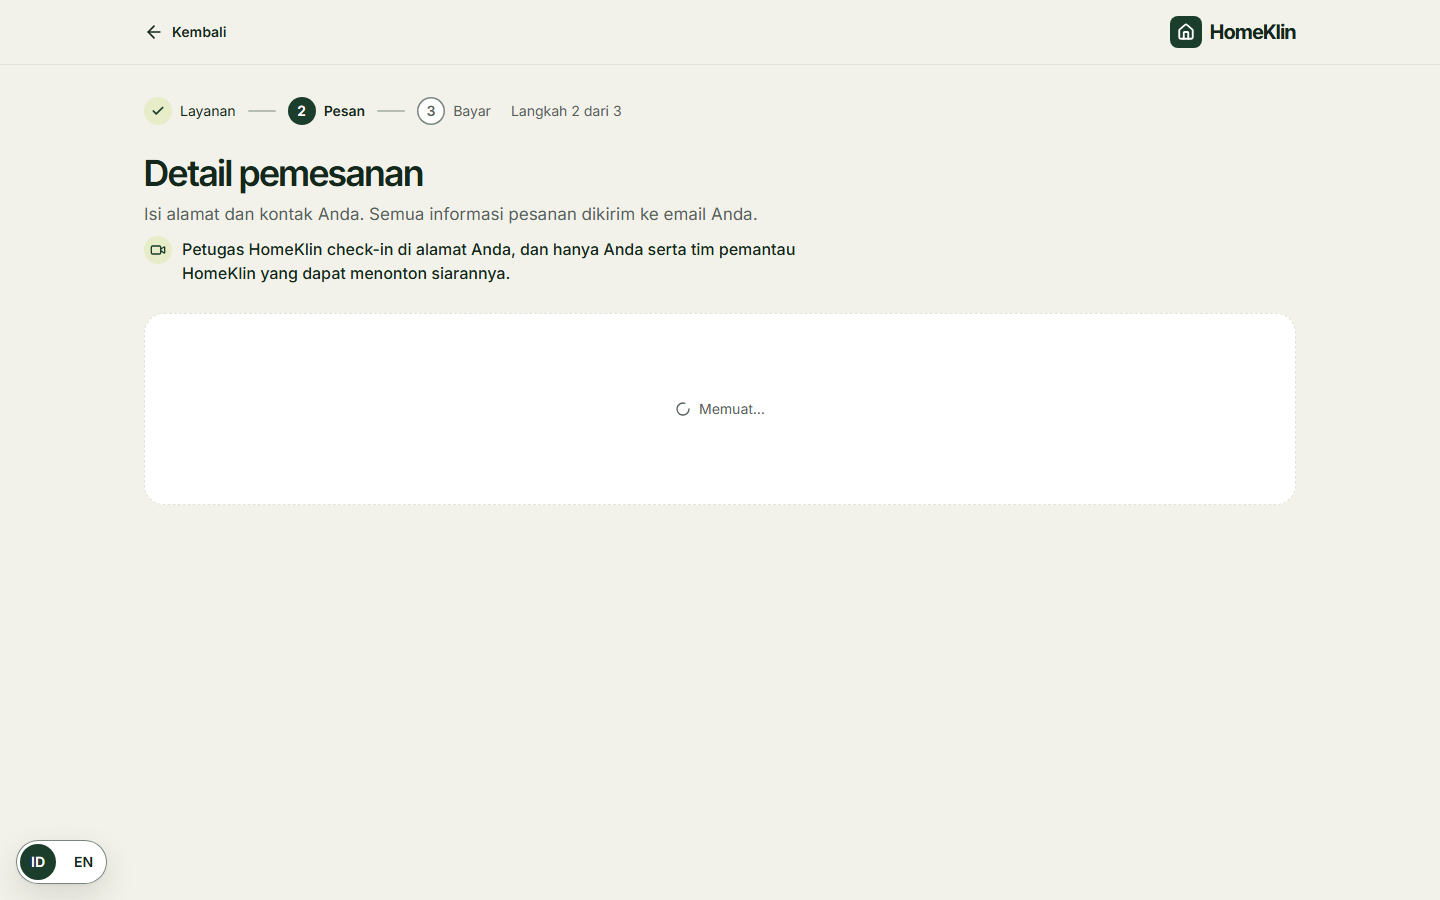 Kembali
HomeKlin
Layanan
2
Pesan
3
Bayar
Langkah 2 dari 3
Detail pemesanan
Isi alamat dan kontak Anda. Semua informasi pesanan dikirim ke email Anda.
Petugas HomeKlin check-in di alamat Anda, dan hanya Anda serta tim pemantau
HomeKlin yang dapat menonton siarannya.
Memuat...
ID
EN